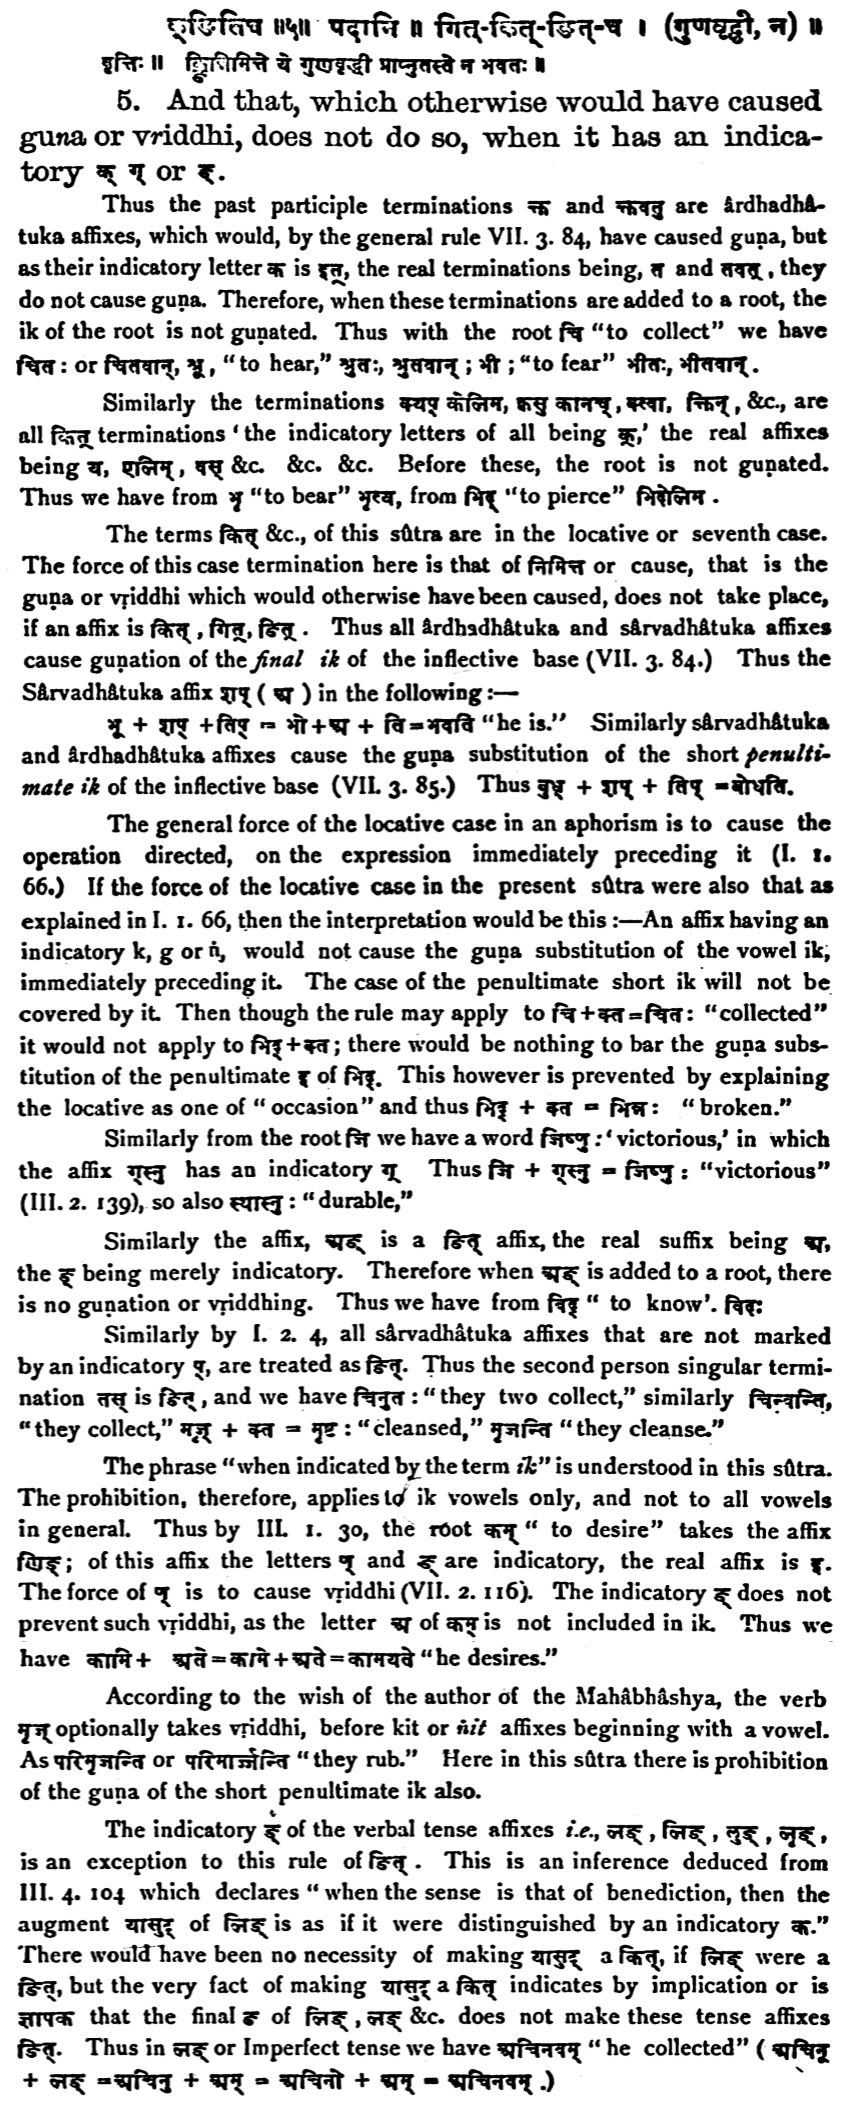 क्ङितिच ॥५॥ पदानि ॥ गित्-कित्-ङित्-च । (गुणवृद्धी, न) ॥
वृत्तिः ॥ क्ङिन्निमित्ते ये गुणवृद्धी प्राप्नुतस्ते न भवतः ॥
5. And that, which otherwise would have caused
guna or vriddhi, does not do so, when it has an indica-
tory क् ग् or ङ्.
Thus the past participle terminations क्त and क्तवतु are ârdhadhâ-
tuka affixes, which would, by the general rule VII. 3. 84, have caused guṇa, but
as their indicatory letter क is इत्, the real terminations being, त and तवत्, they
do not cause guṇa. Therefore, when these terminations are added to a root, the
ik of the root is not guṇated. Thus with the root चि "to collect" we have
चित: or चितवान्, श्रू, "to hear," श्रुतः, श्रुतवान्; भी; "to fear" भीतः, भीतवान्.
Similarly the terminations क्यप् केलिम, क्वसु कानच्, क्त्वा, क्तिन्, &c., are
all कित् terminations 'the indicatory letters of all being क्,' the real affixes
being य, एलिम्, वस् &c. &c. &c. Before these, the root is not guṇated.
Thus we have from भृ "to bear" भृत्य, from भिद् "to pierce" भिदेलिम.
The terms कित् &c., of this sûtra are in the locative or seventh case.
The force of this case termination here is that of निमित्त or cause, that is the
guṇa or vṛiddhi which would otherwise have been caused, does not take place,
if an affix is कित्, गित्, ङित्. Thus all ârdhadhâtuka and sârvadhâtuka affixes
cause guṇation of the final ik of the inflective base (VII. 3. 84.) Thus the
Sârvadhâtuka affix शप् (अ) in the following:—
भू + शप् +तिप् = भो+अ + ति=भवति "he is." Similarly sârvadhâtuka
and ârdhadhâtuka affixes cause the guṇa substitution of the short penulti-
mate ik of the inflective base (VII. 3. 85.) Thus बुध् + शप् + तिप् =बोधति.
The general force of the locative case in an aphorism is to cause the
operation directed, on the expression immediately preceding it (I. 1.
66.) If the force of the locative case in the present sûtra were also that as
explained in I. 1. 66, then the interpretation would be this:—An affix having an
indicatory k, g or ṅ, would not cause the guṇa substitution of the vowel ik,
immediately preceding it. The case of the penultimate short ik will not be
covered by it. Then though the rule may apply to चि+क्त=चित: "collected"
it would not apply to भिद्+क्त; there would be nothing to bar the guṇa subs-
titution of the penultimate इ of भिद्. This however is prevented by explaining
the locative as one of "occasion" and thus भिद् + क्त = भिन्न: "broken."
Similarly from the root जि we have a word जिष्णु:'victorious,' in which
the affix ग्स्नु has an indicatory ग् Thus जि + ग्स्नु = जिष्णु: "victorious"
(III. 2. 139), so also स्थास्नु: "durable,"
Similarly the affix, अङ् is a ङित् affix, the real suffix being अ,
the ङ् being merely indicatory. Therefore when अङ् is added to a root, there
is no guṇation or vṛiddhing. Thus we have from विद् "to know'. विदः
Similarly by I. 2. 4, all sârvadhâtuka affixes that are not marked
by an indicatory प्, are treated as ङित्. Thus the second person singular termi-
nation तस् is ङित्, and we have चिनुत: "they two collect," similarly चिन्वन्ति,
"they collect," मृज् + क्त = मृष्ट: "cleansed," मृजन्ति "they cleanse."
The phrase "when indicated by the term ik" is understood in this sûtra.
The prohibition, therefore, applies to ik vowels only, and not to all vowels
in general. Thus by III. 1. 30, the root कम् "to desire" takes the affix
णिङ्; of this affix the letters ण् and ङ् are indicatory, the real affix is इ.
The force of ण् is to cause vṛiddhi (VII. 2. 116). The indicatory ङ् does not
prevent such vṛiddhi, as the letter अ of कम् is not included in ik. Thus we
have कामि+ अते=कामे+अते=कामयते "he desires."
According to the wish of the author of the Mahâbhâshya, the verb
मृज् optionally takes vṛiddhi, before kit or ṅit affixes beginning with a vowel.
As परिमृजन्ति or परिमार्ज्जन्ति "they rub." Here in this sûtra there is prohibition
of the guṇa of the short penultimate ik also.
The indicatory ङ् of the verbal tense affixes i.e., लङ्, लिङ्, लुङ्, लृङ्,
is an exception to this rule of ङित्. This is an inference deduced from
III. 4. 104 which declares "when the sense is that of benediction, then the
augment यासुट् of लिङ् is as if it were distinguished by an indicatory क."
There would have been no necessity of making यासुट् a कित्, if लिङ् were a
ङित्, but the very fact of making यासुट् a कित् indicates by implication or is
ज्ञापक that the final ङ of लिङ्, लङ् &c. does not make these tense affixes
ङित्. Thus in लङ् or Imperfect tense we have अचिनवम् "he collected" (अचिनू
+ लङ् =अचिनु + अम् = अचिनो + अम् = अचिनवम्.)